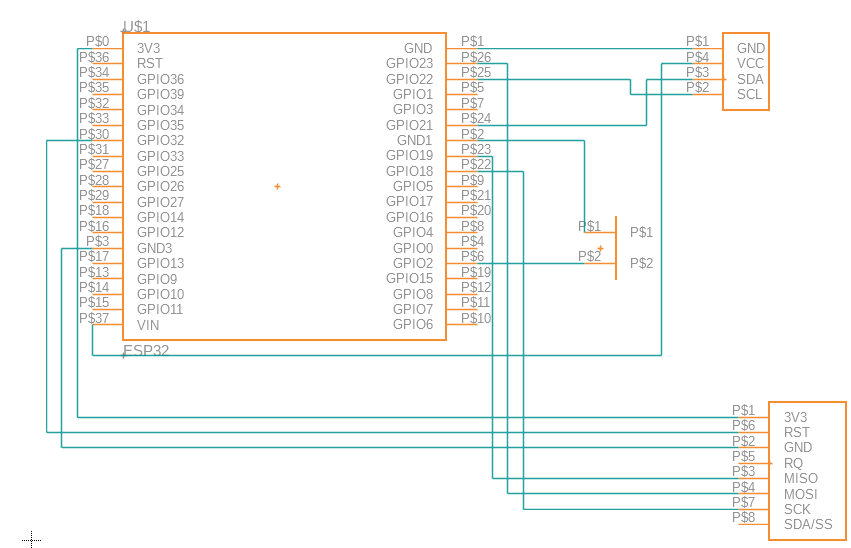 U$1
P$0 3V3 GND P$1
P$36 RST GPIO23 P$26
P$34 GPIO36 GPIO22 P$25
P$35 GPIO39 GPIO1 P$5
P$32 GPIO34 GPIO3 P$7
P$33 GPIO35 GPIO21 P$24
P$30 GPIO32 GND1 P$2
P$31 GPIO33 GPIO19 P$23
P$27 GPIO25 GPIO18 P$22
P$28 GPIO26 GPIO5 P$9
P$29 GPIO27 GPIO17 P$21
P$18 GPIO14 GPIO16 P$20
P$16 GPIO12 GPIO4 P$8
P$3 GND3 GPIO0 P$4
P$17 GPIO13 GPIO2 P$6
P$13 GPIO9 GPIO15 P$19
P$14 GPIO10 GPIO8 P$12
P$15 GPIO11 GPIO7 P$11
P$37 VIN GPIO6 P$10
ESP32
P$1 GND
P$4 VCC
P$3 SDA
P$2 SCL
P$1 P$1
P$2 P$2
P$1 3V3
P$6 RST
P$2 GND
P$5 RQ
P$3 MISO
P$4 MOSI
P$7 SCK
P$8 SDA/SS